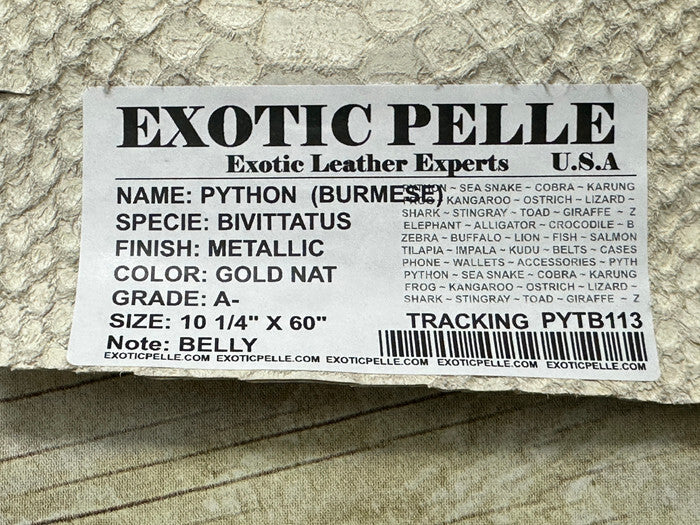 EXOTIC PELLE
Exotic Leather Experts U.S.A
NAME: PYTHON (BURMESE)
SPECIE: BIVITTATUS
FINISH: METALLIC
COLOR: GOLD NAT
GRADE: A-
SIZE: 10 1/4" X 60"
Note: BELLY
~ SEA SNAKE ~ COBRA ~ KARUNG
FROG ~ KANGAROO ~ OSTRICH ~ LIZARD ~
SHARK ~ STINGRAY ~ TOAD ~ GIRAFFE ~ Z
ELEPHANT ~ ALLIGATOR ~ CROCODILE ~ B
ZEBRA ~ BUFFALO ~ LION ~ FISH ~ SALMON
TILAPIA ~ IMPALA ~ KUDU ~ BELTS ~ CASES
PHONE ~ WALLETS ~ ACCESSORIES ~ PYTH
PYTHON ~ SEA SNAKE ~ COBRA ~ KARUNG
FROG ~ KANGAROO ~ OSTRICH ~ LIZARD ~
SHARK ~ STINGRAY ~ TOAD ~ GIRAFFE ~ Z
TRACKING PYTB113
EXOTICPELLE.COM EXOTICPELLE.COM EXOTICPELLE.COM EXOTICPELLE.COM EXOTICPELLE.COM